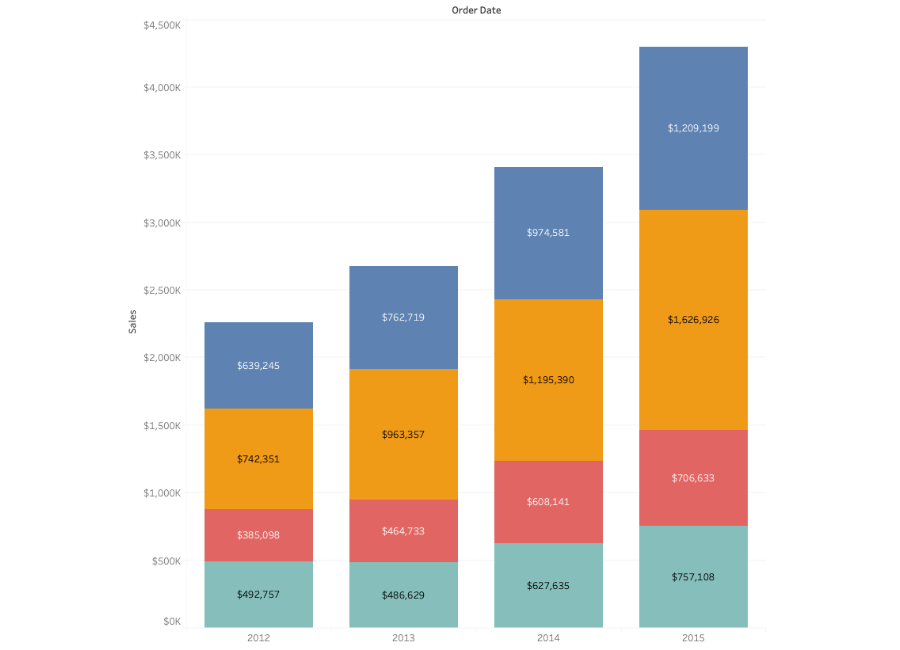 Order Date
$4,500K
$4,000K
$3,500K
$3,000K
$2,500K
$2,000K
$1,500K
$1,000K
$500K
$0K
Sales
$639,245
$742,351
$385,098
$492,757
$762,719
$963,357
$464,733
$486,629
$974,581
$1,195,390
$608,141
$627,635
$1,209,199
$1,626,926
$706,633
$757,108
2012
2013
2014
2015